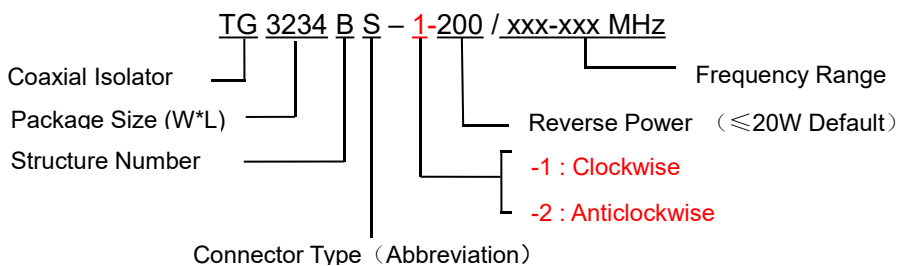 TG 3234 B S – 1-200 / xxx-xxx MHz
Coaxial Isolator
Frequency Range
Package Size (W*L)
Reverse Power （≤20W Default）
Structure Number
-1 : Clockwise
-2 : Anticlockwise
Connector Type（Abbreviation）